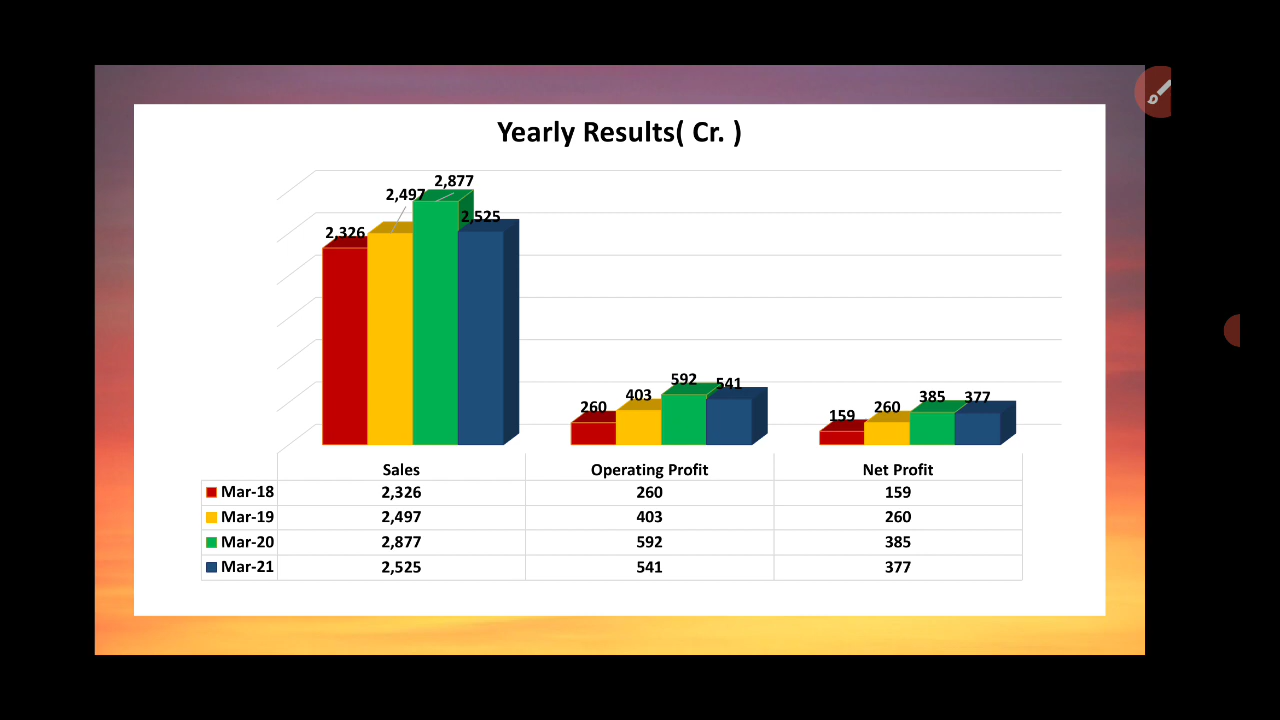 Yearly Results( Cr. )
2,326 2,497 2,877 2,525
260 403 592 541
159 260 385 377
Sales Operating Profit Net Profit
Mar-18 2,326 260 159
Mar-19 2,497 403 260
Mar-20 2,877 592 385
Mar-21 2,525 541 377